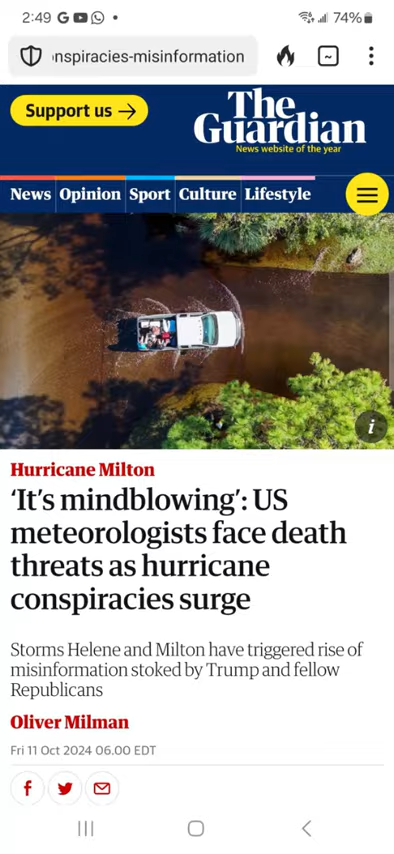 2:49 G
74%
nspiracies-misinformation
Support us →
The
Guardian
News website of the year
News Opinion Sport Culture Lifestyle
i
Hurricane Milton
‘It’s mindblowing’: US
meteorologists face death
threats as hurricane
conspiracies surge
Storms Helene and Milton have triggered rise of
misinformation stoked by Trump and fellow
Republicans
Oliver Milman
Fri 11 Oct 2024 06.00 EDT